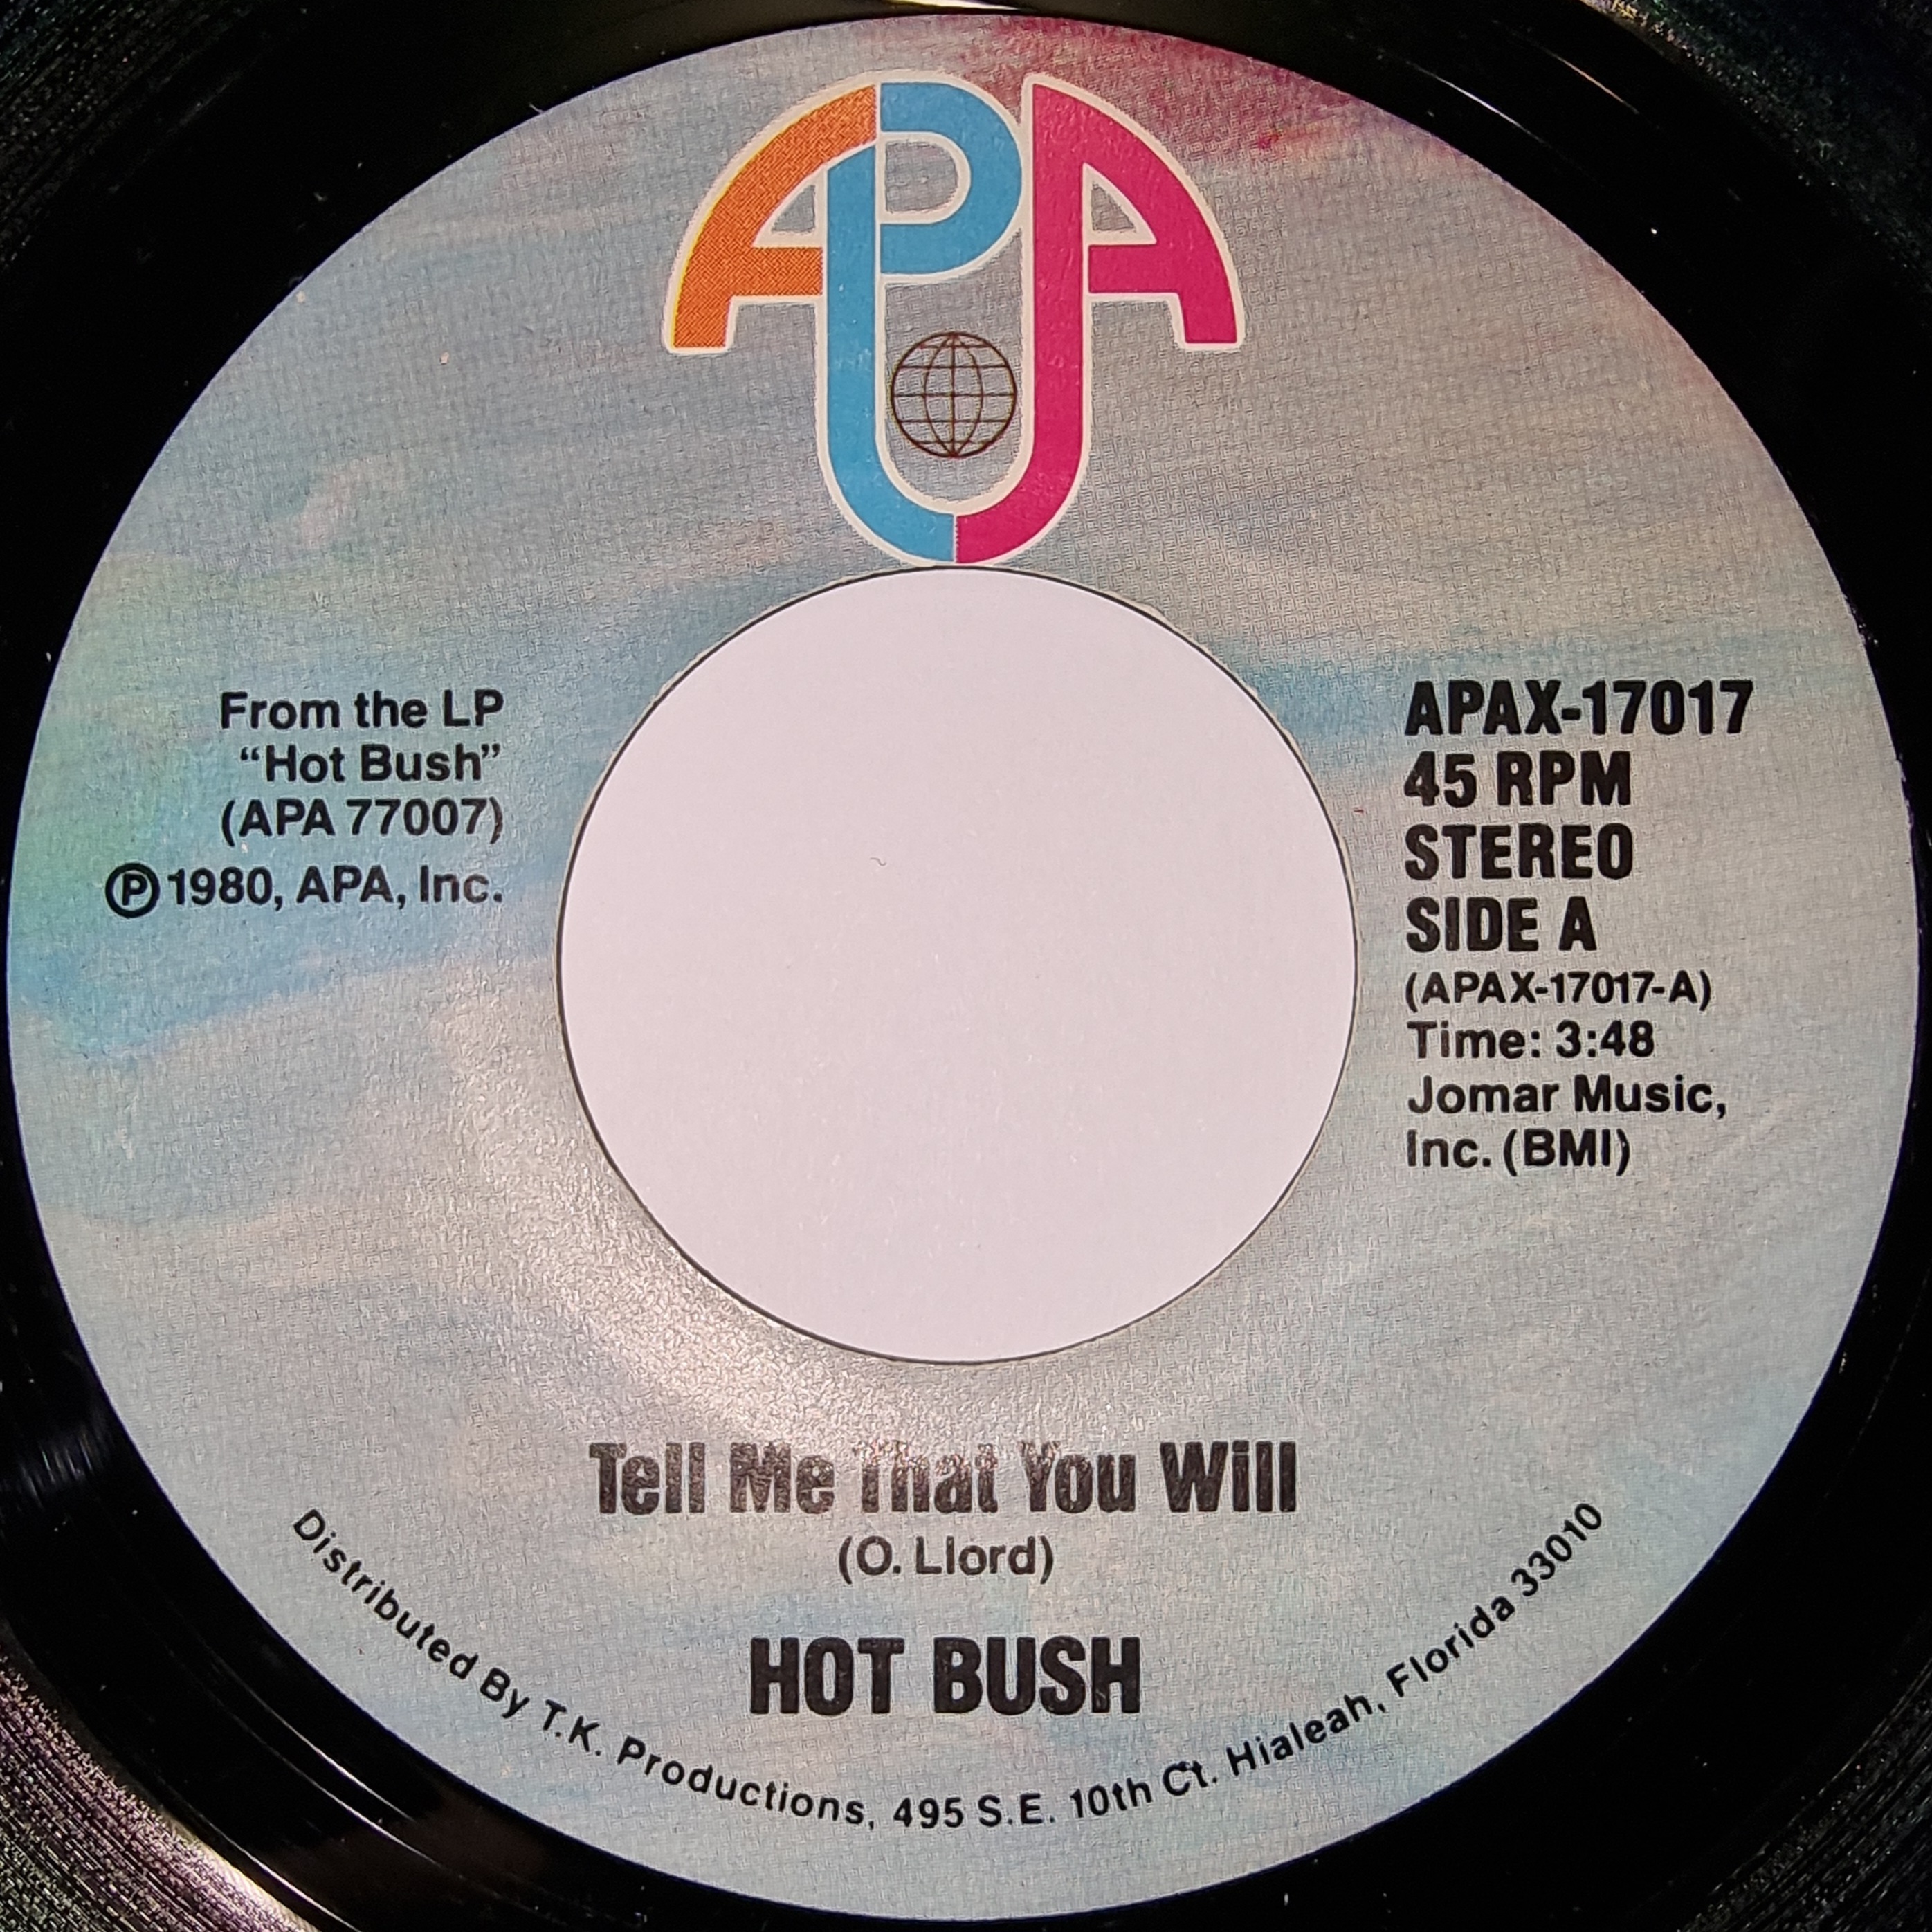 APA
From the LP
“Hot Bush”
(APA 77007)
Ⓟ1980, APA, Inc.
APAX-17017
45 RPM
STEREO
SIDE A
(APAX-17017-A)
Time: 3:48
Jomar Music,
Inc. (BMI)
Tell Me That You Will
(O. Llord)
HOT BUSH
Distributed By T.K. Productions, 495 S.E. 10th Ct. Hialeah, Florida 33010